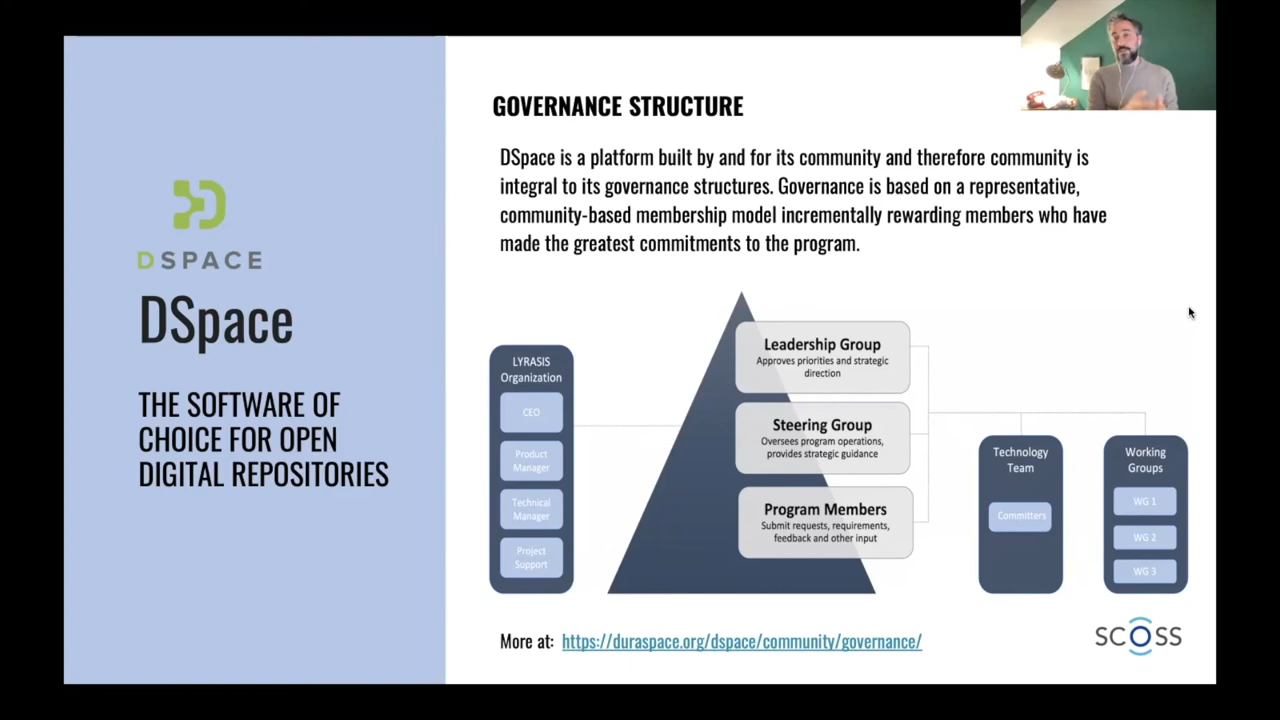 DSPACE
DSpace
THE SOFTWARE OF
CHOICE FOR OPEN
DIGITAL REPOSITORIES
GOVERNANCE STRUCTURE
DSpace is a platform built by and for its community and therefore community is
integral to its governance structures. Governance is based on a representative,
community-based membership model incrementally rewarding members who have
made the greatest commitments to the program.
LYRASIS
Organization
CEO
Product
Manager
Technical
Manager
Project
Support
Leadership Group
Approves priorities and strategic
direction
Steering Group
Oversees program operations,
provides strategic guidance
Program Members
Submit requests, requirements,
feedback and other input
Technology
Team
Committers
Working
Groups
WG 1
WG 2
WG 3
More at: https://duraspace.org/dspace/community/governance/
SCOSS